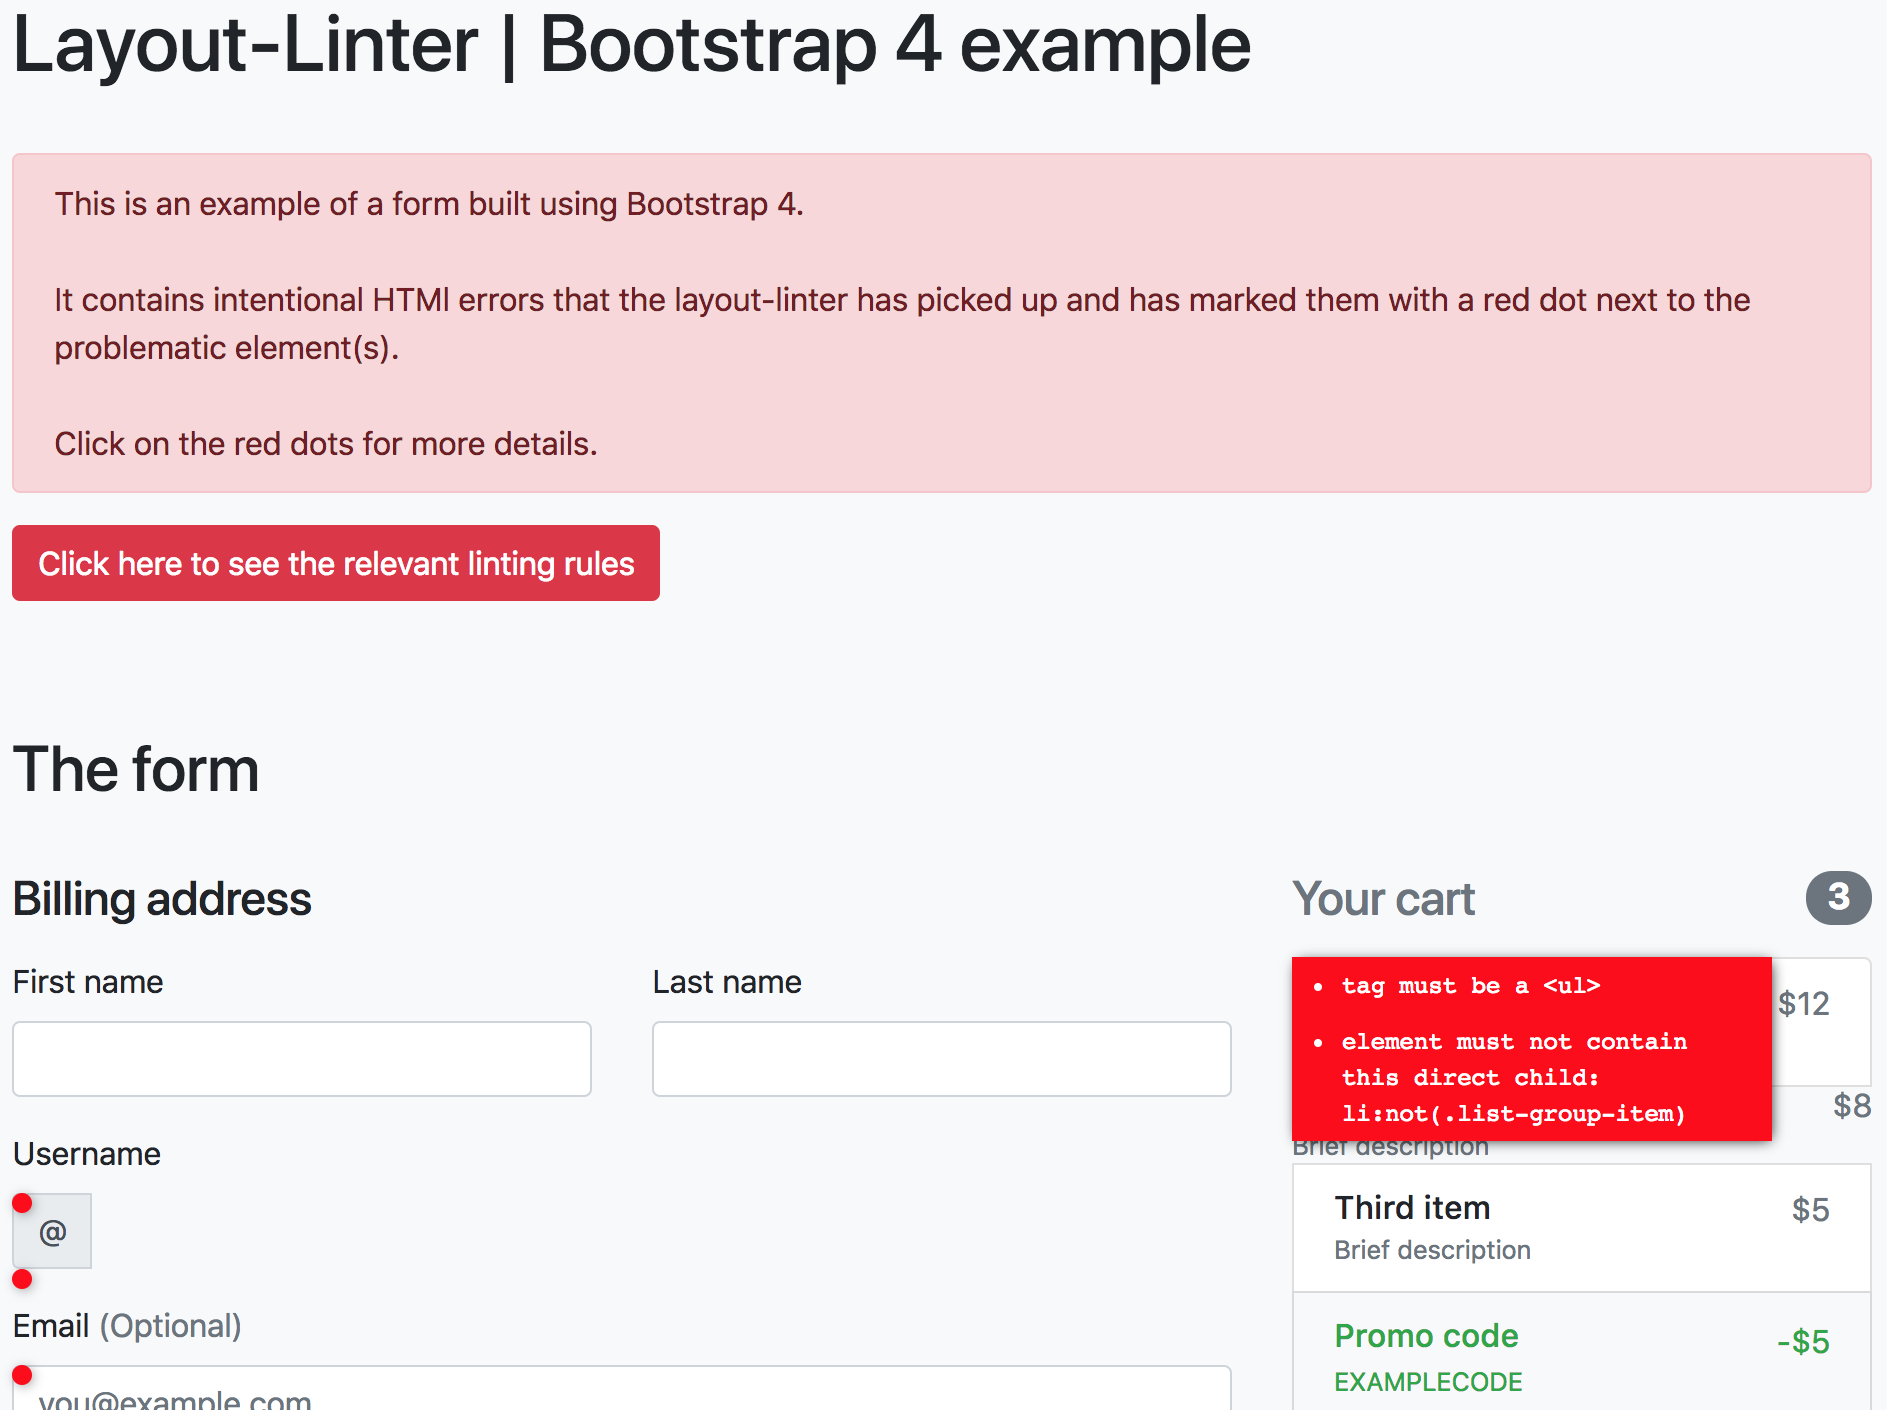 Layout-Linter | Bootstrap 4 example
This is an example of a form built using Bootstrap 4.
It contains intentional HTMl errors that the layout-linter has picked up and has marked them with a red dot next to the
problematic element(s).
Click on the red dots for more details.
Click here to see the relevant linting rules
The form
Billing address
First name
Last name
Username
@
Email (Optional)
you@example.com
Your cart
3
tag must be a <ul>
element must not contain
this direct child:
li:not(.list-group-item)
$12
$8
Brief description
Third item
$5
Brief description
Promo code
-$5
EXAMPLECODE